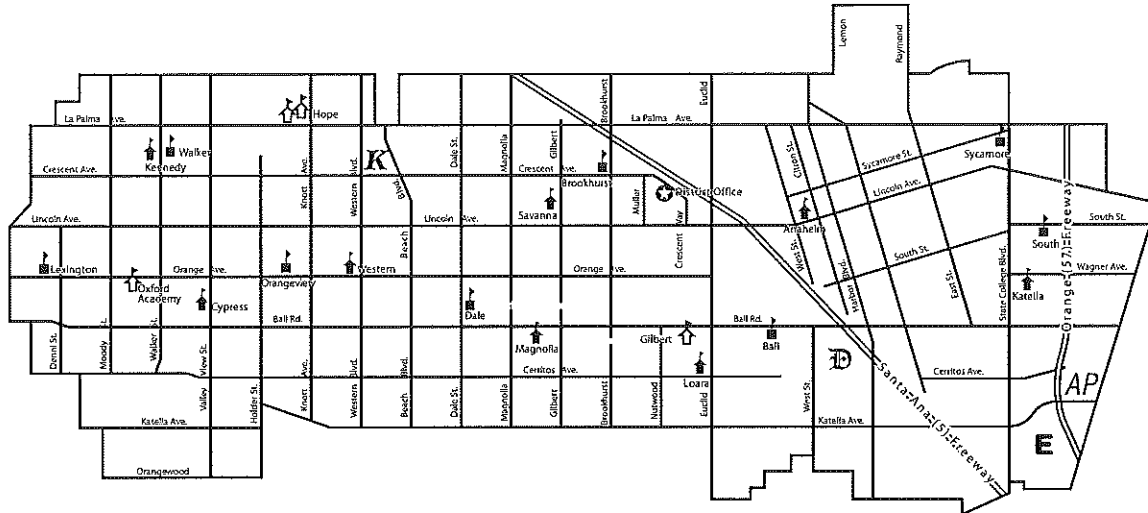 Lemon
Raymond
Hope
La Palma Ave.
Dale St.
Magnolia
Gilbert
Brookhurst
La Palma Ave.
Euclid
Kennedy
Walker
Crescent Ave.
Knott Ave.
Western Blvd.
K
Blvd.
Crescent Ave.
Brookhurst
District Office
Citron St.
Sycamore St.
Sycamore
Lincoln Ave.
Lincoln Ave.
Beach
Lincoln Ave.
Savanna
Muller
Crescent Way
Anaheim
West St.
Harbor Blvd.
South St.
East St.
State College Blvd.
South St.
South
Orange (57) Freeway
Lexington
Oxford
Academy
Orange Ave.
Orangeview
Western
Orange Ave.
Wagner Ave.
Katella
Cypress
Dale
Ball Rd.
Magnolia
Gilbert
Ball Rd.
Ball
D
Santa Ana (5) Freeway
Denni St.
Moody St.
Walker St.
Valley View St.
Holder St.
Knott Ave.
Western Blvd.
Beach Blvd.
Dale St.
Magnolia
Gilbert
Brookhurst
Nutwood
Euclid
West St.
Cerritos Ave.
Loara
Cerritos Ave.
AP
Katella Ave.
Katella Ave.
E
Orangewood